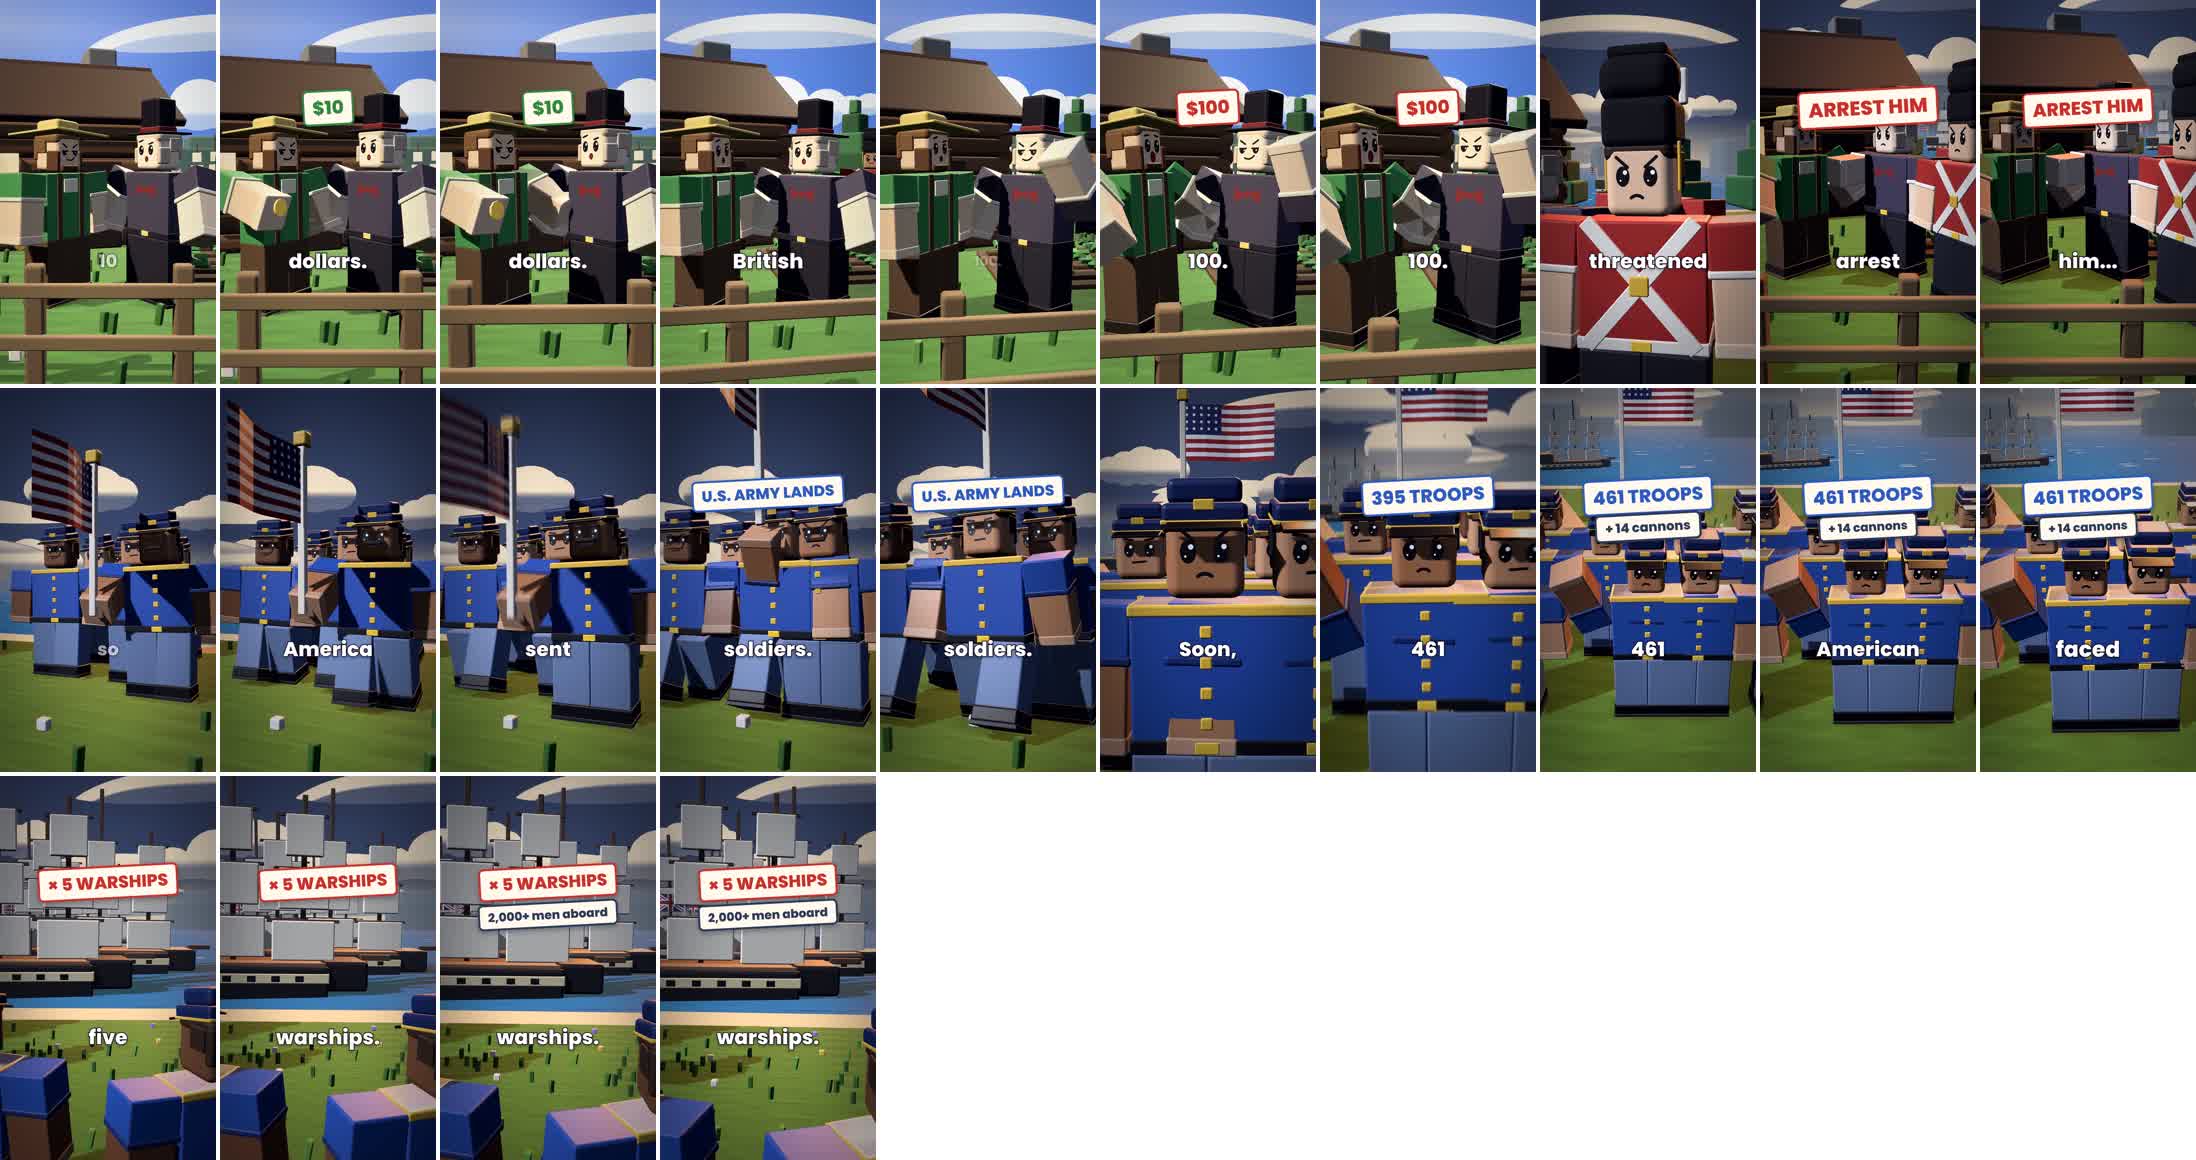 10
$10
dollars.
$10
dollars.
British
100.
$100
100.
$100
100.
threatened
ARREST HIM
arrest
ARREST HIM
him...
so
America
sent
U.S. ARMY LANDS
soldiers.
U.S. ARMY LANDS
soldiers.
Soon,
395 TROOPS
461
461 TROOPS
+ 14 cannons
461
461 TROOPS
+ 14 cannons
American
461 TROOPS
+ 14 cannons
faced
× 5 WARSHIPS
five
× 5 WARSHIPS
warships.
× 5 WARSHIPS
2,000+ men aboard
warships.
× 5 WARSHIPS
2,000+ men aboard
warships.